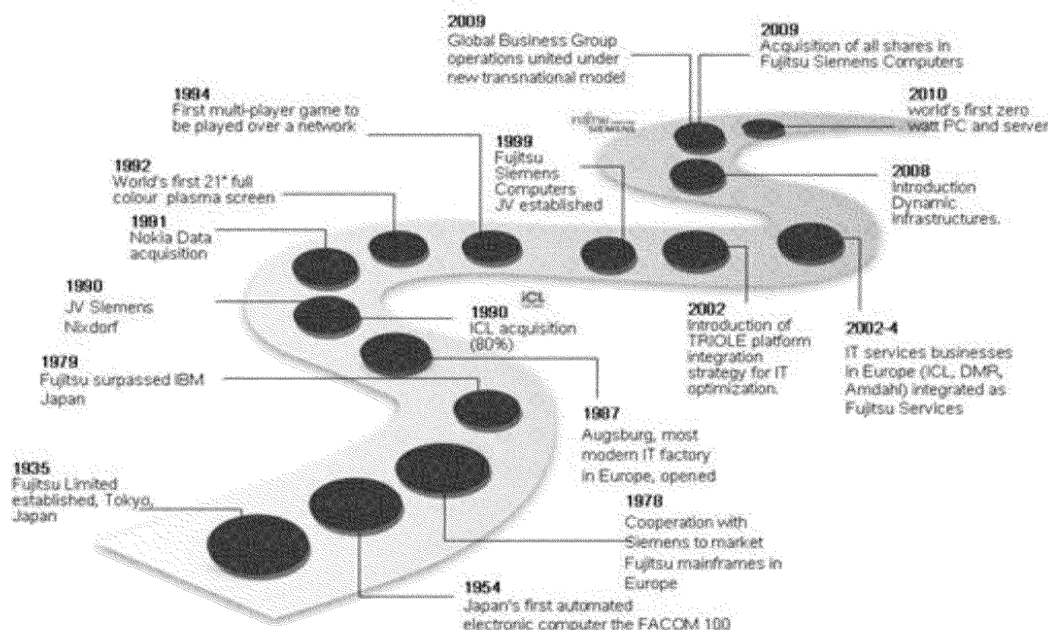 2009
Global Business Group
operations united under
new transnational model
2009
Acquisition of all shares in
Fujitsu Siemens Computers
2010
world's first zero
watt PC and server
1994
First multi-player game to
be played over a network
FUJITSU
SIEMENS
1999
Fujitsu
Siemens
Computers
JV established
1992
World's first 21" full
colour plasma screen
2008
Introduction
Dynamic
Infrastructures.
1991
Nokia Data
acquisition
1990
JV Siemens
Nixdorf
ICL
1990
ICL acquisition
(80%)
2002
Introduction of
TRIOLE platform
integration
strategy for IT
optimization.
2002-4
IT services businesses
in Europe (ICL, DMR,
Amdahl) integrated as
Fujitsu Services
1979
Fujitsu surpassed IBM
Japan
1987
Augsburg, most
modern IT factory
in Europe, opened
1935
Fujitsu Limited
established, Tokyo,
Japan
1978
Cooperation with
Siemens to market
Fujitsu mainframes in
Europe
1954
Japan's first automated
electronic computer the FACOM 100